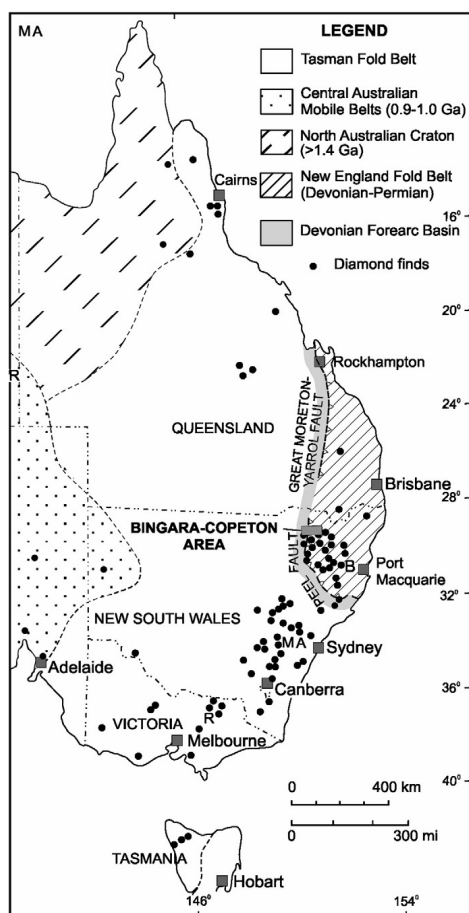 MA
LEGEND
Tasman Fold Belt
Central Australian
Mobile Belts (0.9-1.0 Ga)
North Australian Craton
(>1.4 Ga)
New England Fold Belt
(Devonian-Permian)
Devonian Forearc Basin
Diamond finds
Cairns
16°
20°
Rockhampton
R
24°
QUEENSLAND
GREAT MORETON-
YARROL FAULT
Brisbane
28°
BINGARA-COPETON
AREA
FAULT
PEEL
B
Port
Macquarie
32°
NEW SOUTH WALES
MA
Sydney
Adelaide
Canberra
36°
VICTORIA
R
Melbourne
40°
0 400 km
0 300 mi
TASMANIA
Hobart
146
154